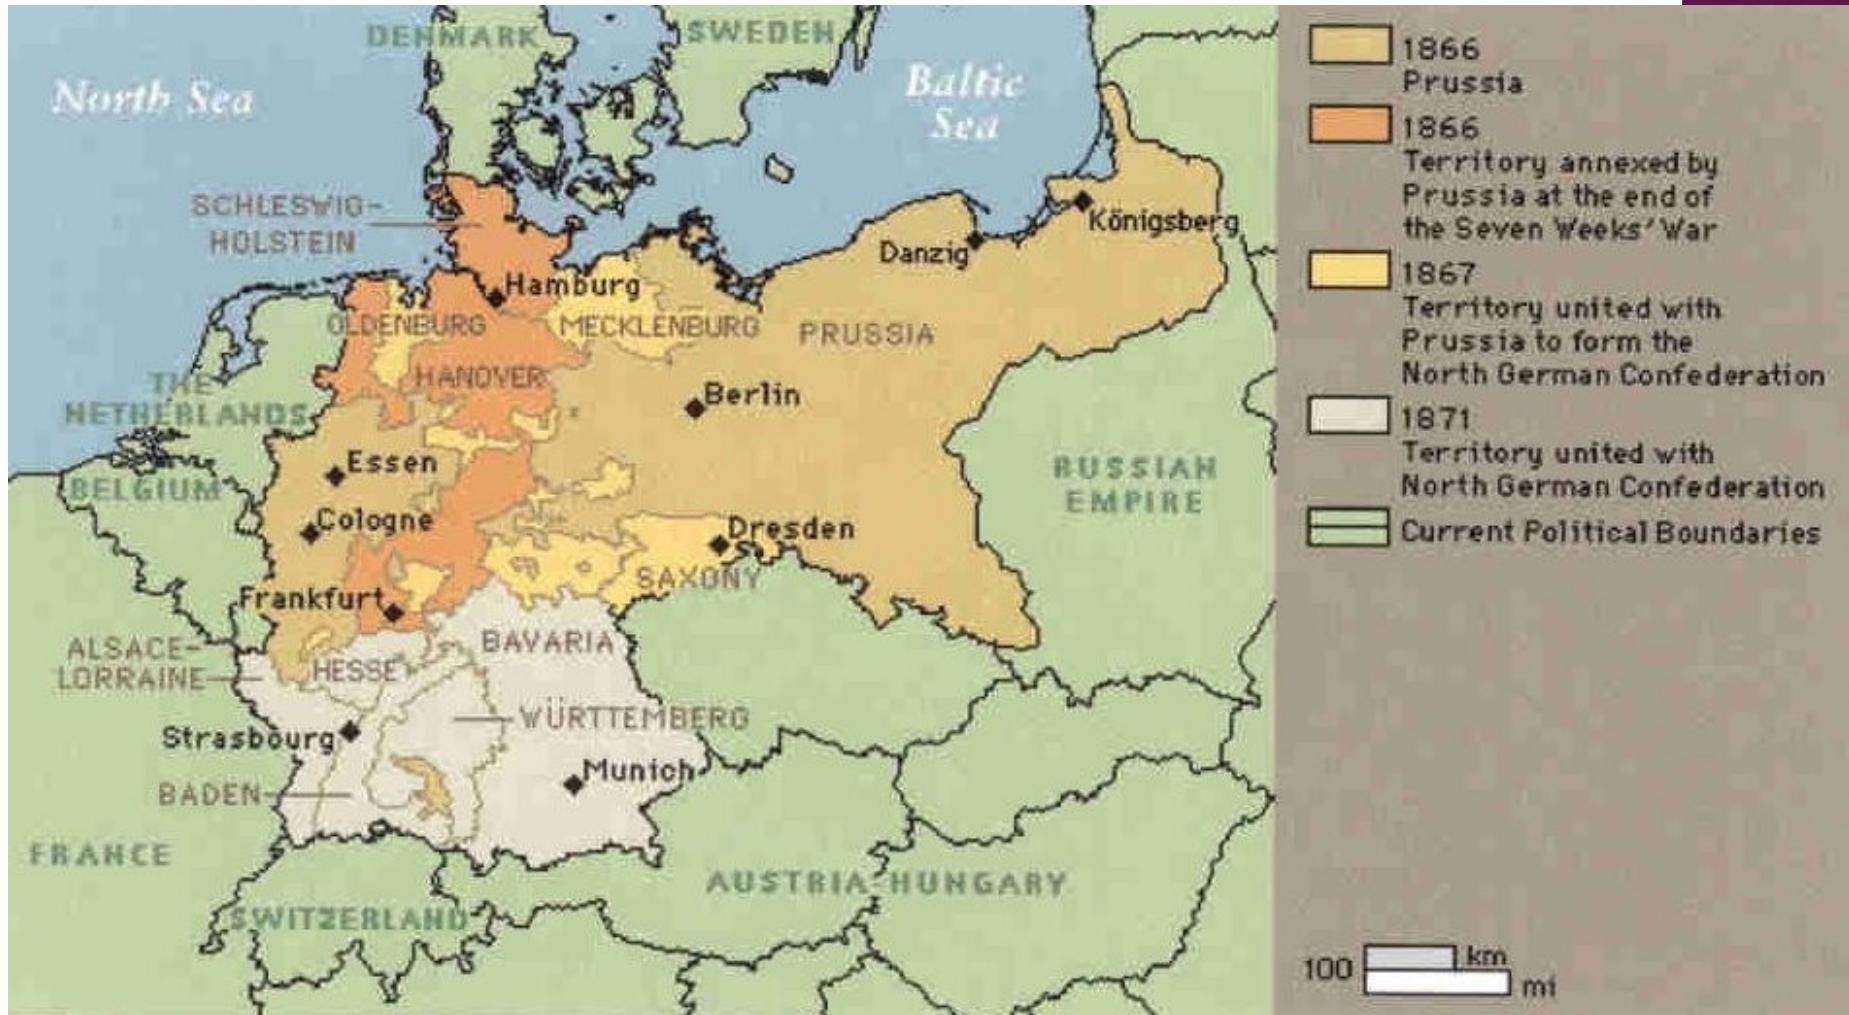 DENMARK
SWEDEN
North Sea
Baltic
Sea
SCHLESWIG-
HOLSTEIN
Königsberg
Danzig
Hamburg
OLDENBURG
MECKLENBURG
PRUSSIA
HANOVER
THE
NETHERLANDS
Berlin
Essen
BELGIUM
RUSSIAN
EMPIRE
Cologne
Dresden
SAXONY
Frankfurt
ALSACE-
LORRAINE
HESSE
BAVARIA
WÜRTTEMBERG
Strasbourg
Munich
BADEN
FRANCE
AUSTRIA-HUNGARY
SWITZERLAND
1866
Prussia
1866
Territory annexed by
Prussia at the end of
the Seven Weeks' War
1867
Territory united with
Prussia to form the
North German Confederation
1871
Territory united with
North German Confederation
Current Political Boundaries
100
km
mi